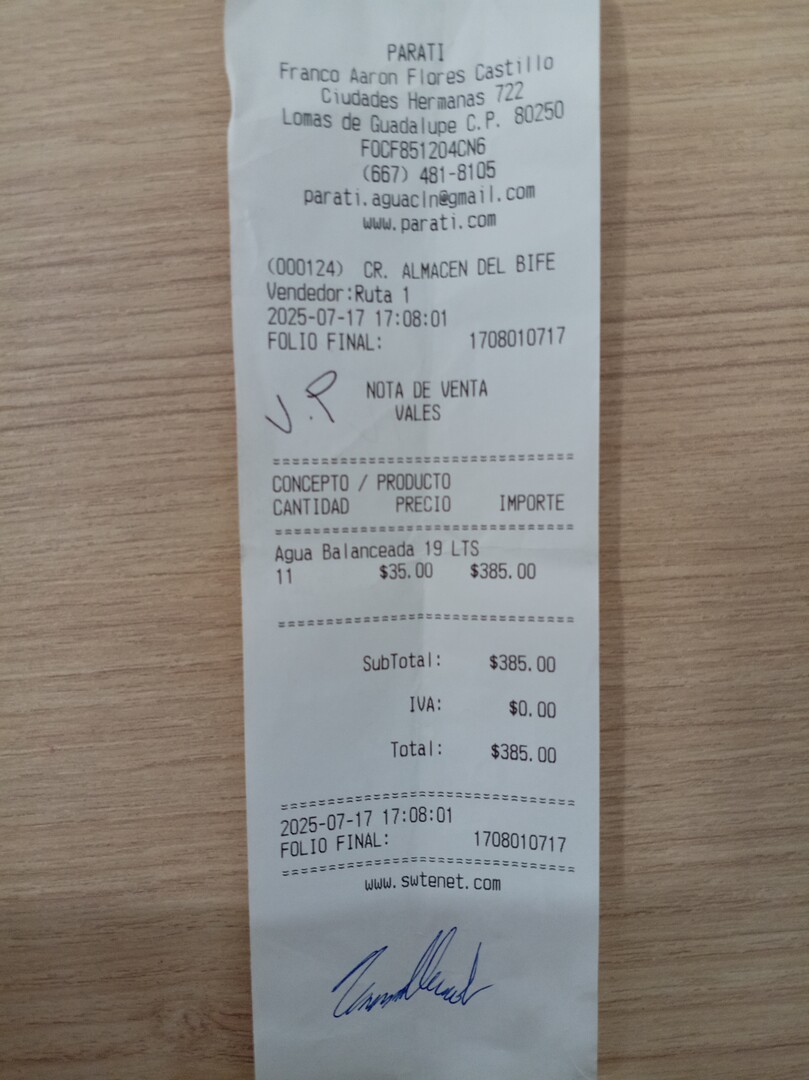 PARATI
Franco Aaron Flores Castillo
Ciudades Hermanas 722
Lomas de Guadalupe C.P. 80250
FOCF851204CN6
(667) 481-8105
parati.aguacln@gmail.com
www.parati.com
(000124) CR. ALMACEN DEL BIFE
Vendedor:Ruta 1
2025-07-17 17:08:01
FOLIO FINAL: 1708010717
J.P
NOTA DE VENTA
VALES
================================
CONCEPTO / PRODUCTO
CANTIDAD PRECIO IMPORTE
================================
Agua Balanceada 19 LTS
11 $35.00 $385.00
================================
SubTotal: $385.00
IVA: $0.00
Total: $385.00
================================
2025-07-17 17:08:01
FOLIO FINAL: 1708010717
================================
www.swtenet.com